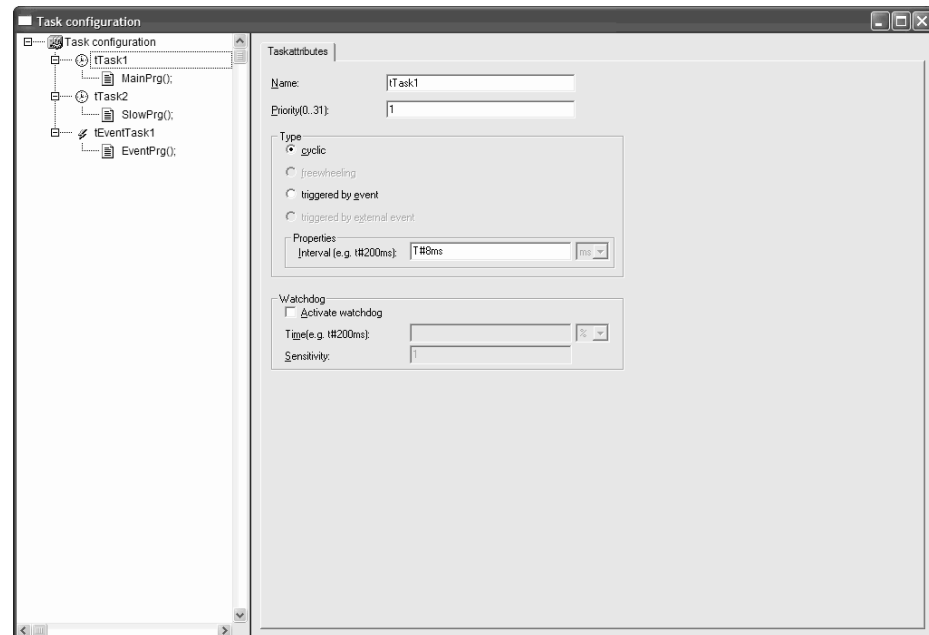 Task configuration
Task configuration
tTask1
MainPrg();
tTask2
SlowPrg();
tEventTask1
EventPrg();
Taskattributes
Name: tTask1
Priority(0..31): 1
Type
cyclic
freewheeling
triggered by event
triggered by external event
Properties
Interval (e.g. t#200ms): T#8ms ms
Watchdog
Activate watchdog
Time(e.g. t#200ms): %
Sensitivity: 1